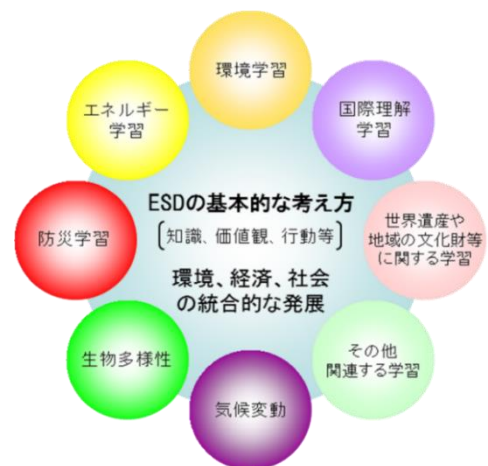 環境学習
エネルギー
学習
国際理解
学習
ESDの基本的な考え方
[知識、価値観、行動等]
環境、経済、社会
の統合的な発展
防災学習
世界遺産や
地域の文化財等
に関する学習
生物多様性
その他
関連する学習
気候変動